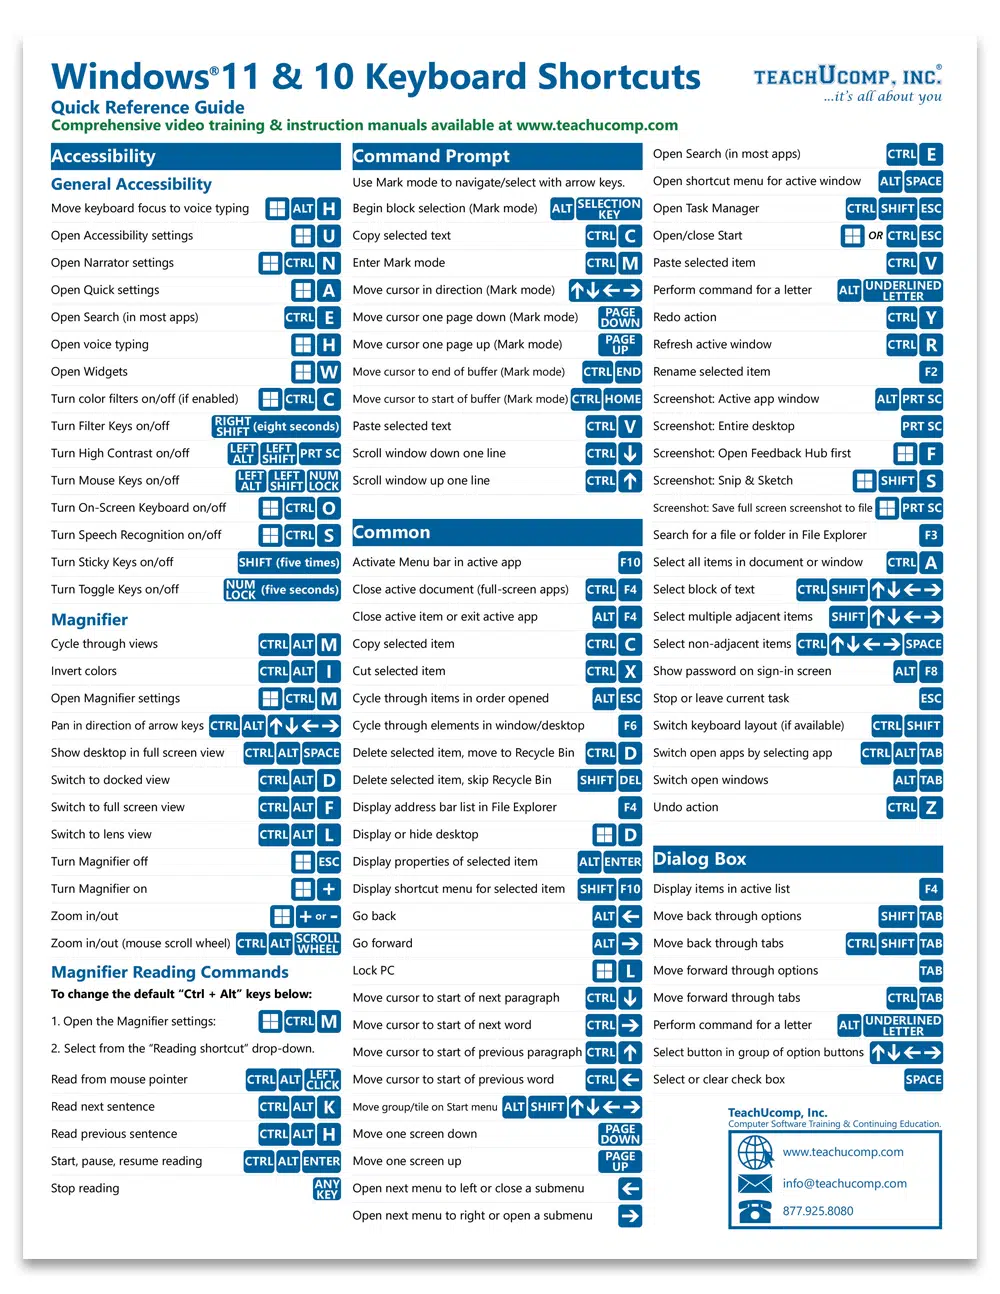 Windows® 11 & 10 Keyboard Shortcuts
Quick Reference Guide
Comprehensive video training & instruction manuals available at www.teachucomp.com
TEACHUCOMP, INC.®
...it's all about you
Accessibility
General Accessibility
Move keyboard focus to voice typing ALT H
Open Accessibility settings U
Open Narrator settings CTRL N
Open Quick settings A
Open Search (in most apps) CTRL E
Open voice typing H
Open Widgets W
Turn color filters on/off (if enabled) CTRL C
Turn Filter Keys on/off RIGHT SHIFT (eight seconds)
Turn High Contrast on/off LEFT ALT LEFT SHIFT PRT SC
Turn Mouse Keys on/off LEFT ALT LEFT SHIFT NUM LOCK
Turn On-Screen Keyboard on/off CTRL O
Turn Speech Recognition on/off CTRL S
Turn Sticky Keys on/off SHIFT (five times)
Turn Toggle Keys on/off NUM LOCK (five seconds)
Magnifier
Cycle through views CTRL ALT M
Invert colors CTRL ALT I
Open Magnifier settings CTRL M
Pan in direction of arrow keys CTRL ALT ↑ ↓ ← →
Show desktop in full screen view CTRL ALT SPACE
Switch to docked view CTRL ALT D
Switch to full screen view CTRL ALT F
Switch to lens view CTRL ALT L
Turn Magnifier off ESC
Turn Magnifier on +
Zoom in/out + or -
Zoom in/out (mouse scroll wheel) CTRL ALT SCROLL WHEEL
Magnifier Reading Commands
To change the default “Ctrl + Alt” keys below:
1. Open the Magnifier settings: CTRL M
2. Select from the “Reading shortcut” drop-down.
Read from mouse pointer CTRL ALT LEFT CLICK
Read next sentence CTRL ALT K
Read previous sentence CTRL ALT H
Start, pause, resume reading CTRL ALT ENTER
Stop reading ANY KEY
Command Prompt
Use Mark mode to navigate/select with arrow keys.
Begin block selection (Mark mode) ALT SELECTION KEY
Copy selected text CTRL C
Enter Mark mode CTRL M
Move cursor in direction (Mark mode) ↑ ↓ ← →
Move cursor one page down (Mark mode) PAGE DOWN
Move cursor one page up (Mark mode) PAGE UP
Move cursor to end of buffer (Mark mode) CTRL END
Move cursor to start of buffer (Mark mode) CTRL HOME
Paste selected text CTRL V
Scroll window down one line CTRL ↓
Scroll window up one line CTRL ↑
Common
Activate Menu bar in active app F10
Close active document (full-screen apps) CTRL F4
Close active item or exit active app ALT F4
Copy selected item CTRL C
Cut selected item CTRL X
Cycle through items in order opened ALT ESC
Cycle through elements in window/desktop F6
Delete selected item, move to Recycle Bin CTRL D
Delete selected item, skip Recycle Bin SHIFT DEL
Display address bar list in File Explorer F4
Display or hide desktop D
Display properties of selected item ALT ENTER
Display shortcut menu for selected item SHIFT F10
Go back ALT ←
Go forward ALT →
Lock PC L
Move cursor to start of next paragraph CTRL ↓
Move cursor to start of next word CTRL →
Move cursor to start of previous paragraph CTRL ↑
Move cursor to start of previous word CTRL ←
Move group/tile on Start menu ALT SHIFT ↑ ↓ ← →
Move one screen down PAGE DOWN
Move one screen up PAGE UP
Open next menu to left or close a submenu ←
Open next menu to right or open a submenu →
Open Search (in most apps) CTRL E
Open shortcut menu for active window ALT SPACE
Open Task Manager CTRL SHIFT ESC
Open/close Start OR CTRL ESC
Paste selected item CTRL V
Perform command for a letter ALT UNDERLINED LETTER
Redo action CTRL Y
Refresh active window CTRL R
Rename selected item F2
Screenshot: Active app window ALT PRT SC
Screenshot: Entire desktop PRT SC
Screenshot: Open Feedback Hub first F
Screenshot: Snip & Sketch SHIFT S
Screenshot: Save full screen screenshot to file PRT SC
Search for a file or folder in File Explorer F3
Select all items in document or window CTRL A
Select block of text CTRL SHIFT ↑ ↓ ← →
Select multiple adjacent items SHIFT ↑ ↓ ← →
Select non-adjacent items CTRL ↑ ↓ ← → SPACE
Show password on sign-in screen ALT F8
Stop or leave current task ESC
Switch keyboard layout (if available) CTRL SHIFT
Switch open apps by selecting app CTRL ALT TAB
Switch open windows ALT TAB
Undo action CTRL Z
Dialog Box
Display items in active list F4
Move back through options SHIFT TAB
Move back through tabs CTRL SHIFT TAB
Move forward through options TAB
Move forward through tabs CTRL TAB
Perform command for a letter ALT UNDERLINED LETTER
Select button in group of option buttons ↑ ↓ ← →
Select or clear check box SPACE
TeachUcomp, Inc.
Computer Software Training & Continuing Education.
www.teachucomp.com
info@teachucomp.com
877.925.8080